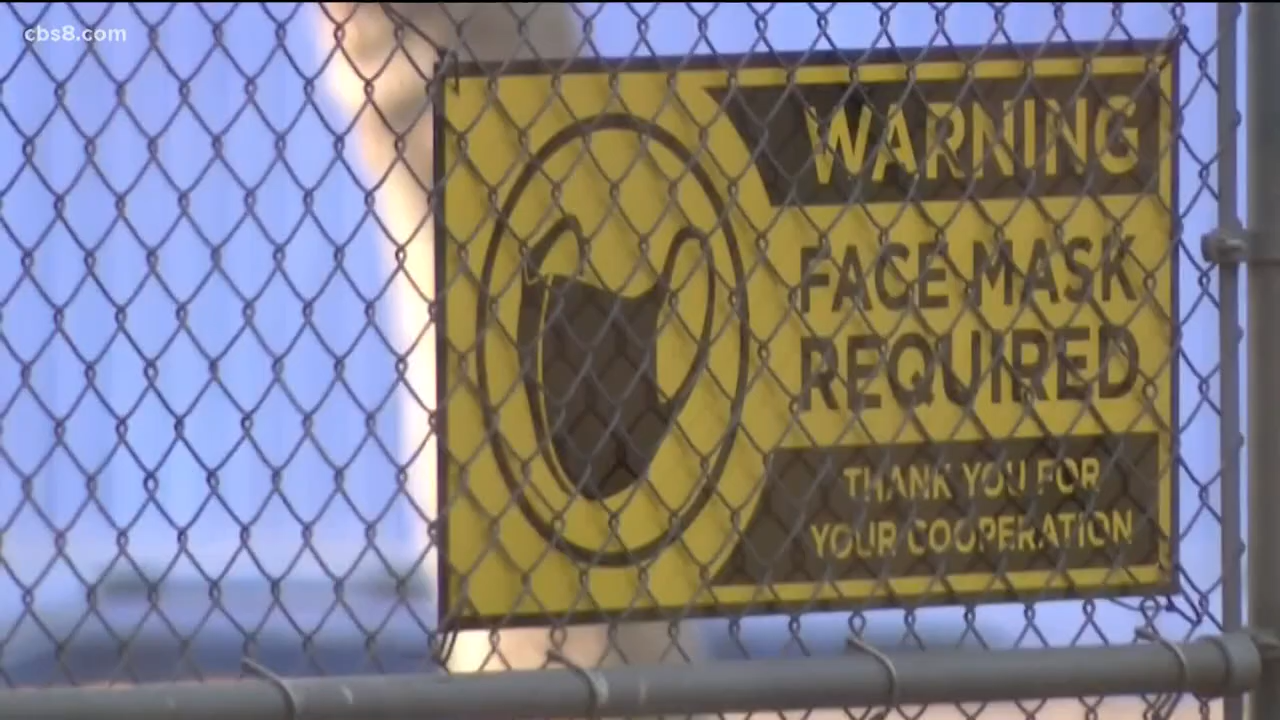 cbs8.com
WARNING
FACE MASK
REQUIRED
THANK YOU FOR
YOUR COOPERATION